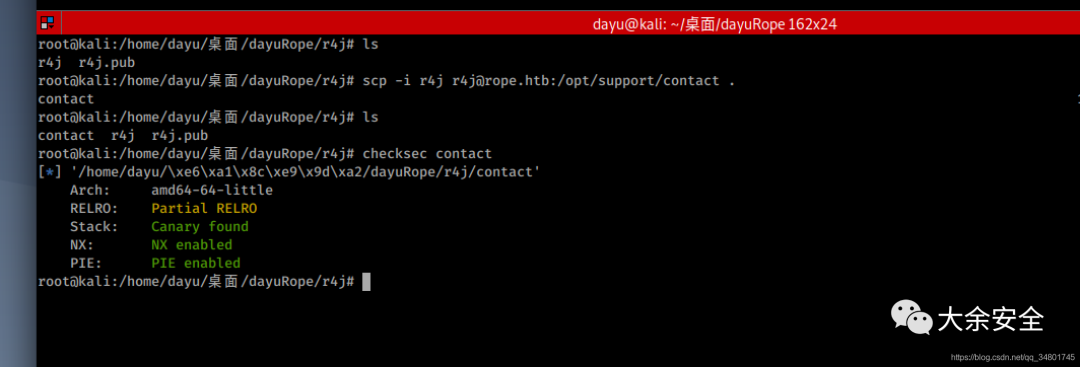 dayu@kali: ~/桌面/dayuRope 162x24
root@kali:/home/dayu/桌面/dayuRope/r4j# ls
r4j  r4j.pub
root@kali:/home/dayu/桌面/dayuRope/r4j# scp -i r4j r4j@rope.htb:/opt/support/contact .
contact
root@kali:/home/dayu/桌面/dayuRope/r4j# ls
contact  r4j  r4j.pub
root@kali:/home/dayu/桌面/dayuRope/r4j# checksec contact
[*] '/home/dayu/\xe6\xa1\x8c\xe9\x9d\xa2/dayuRope/r4j/contact'
    Arch:     amd64-64-little
    RELRO:    Partial RELRO
    Stack:    Canary found
    NX:       NX enabled
    PIE:      PIE enabled
root@kali:/home/dayu/桌面/dayuRope/r4j#
大余安全
https://blog.csdn.net/qq_34801745